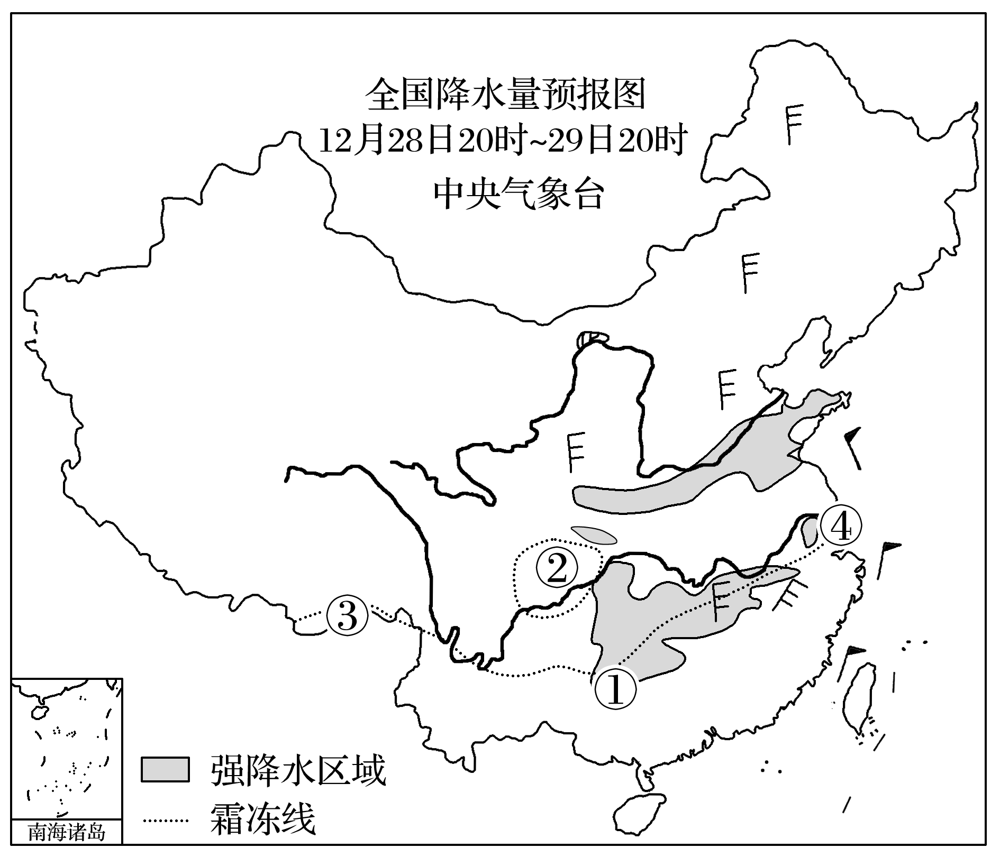 全国降水量预报图
12月28日20时~29日20时
中央气象台
④
②
③
①
强降水区域
霜冻线
南海诸岛